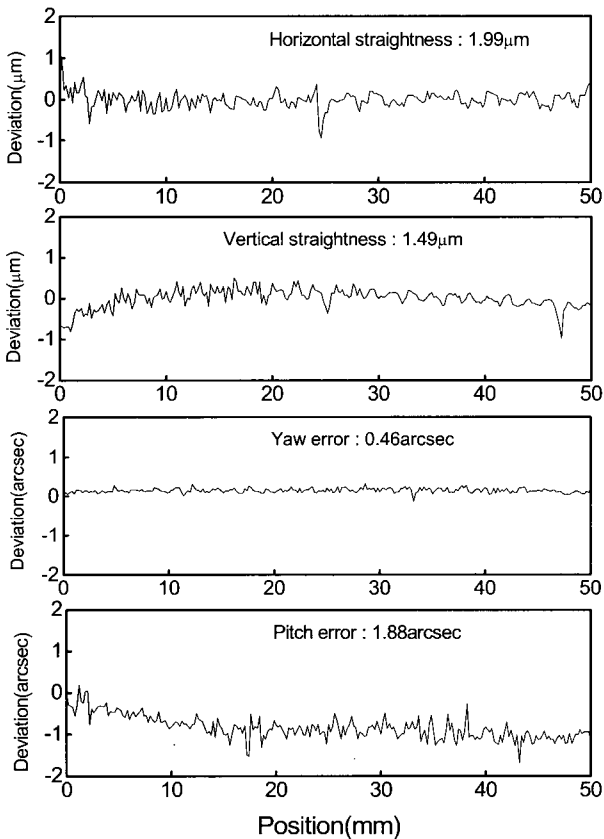 Horizontal straightness : 1.99μm
Deviation(μm)
2
1
0
-1
-2
0 10 20 30 40 50
Vertical straightness : 1.49μm
Deviation(μm)
2
1
0
-1
-2
0 10 20 30 40 50
Yaw error : 0.46arcsec
Deviation(arcsec)
2
1
0
-1
-2
0 10 20 30 40 50
Pitch error : 1.88arcsec
Deviation(arcsec)
2
1
0
-1
-2
0 10 20 30 40 50
Position(mm)